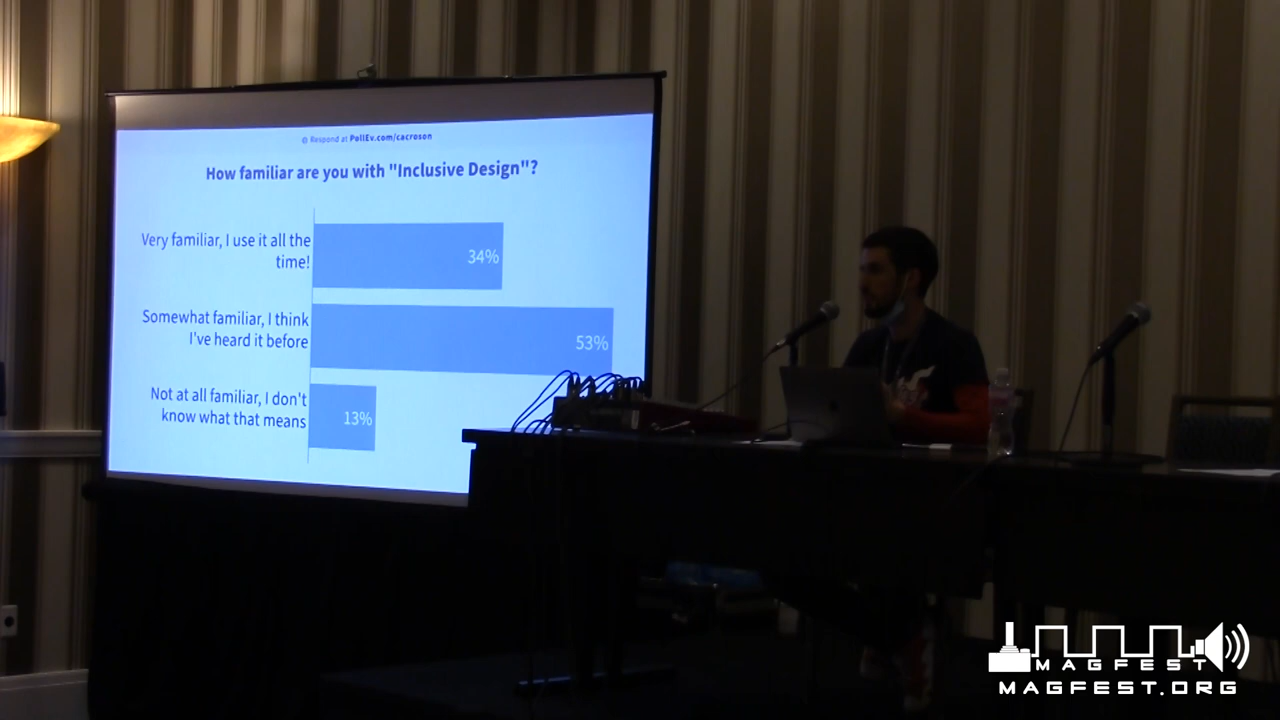 Respond at PollEv.com/cacroson
How familiar are you with "Inclusive Design"?
Very familiar, I use it all the
time!
34%
Somewhat familiar, I think
I've heard it before
53%
Not at all familiar, I don't
know what that means
13%
MAGFEST
MAGFEST.ORG